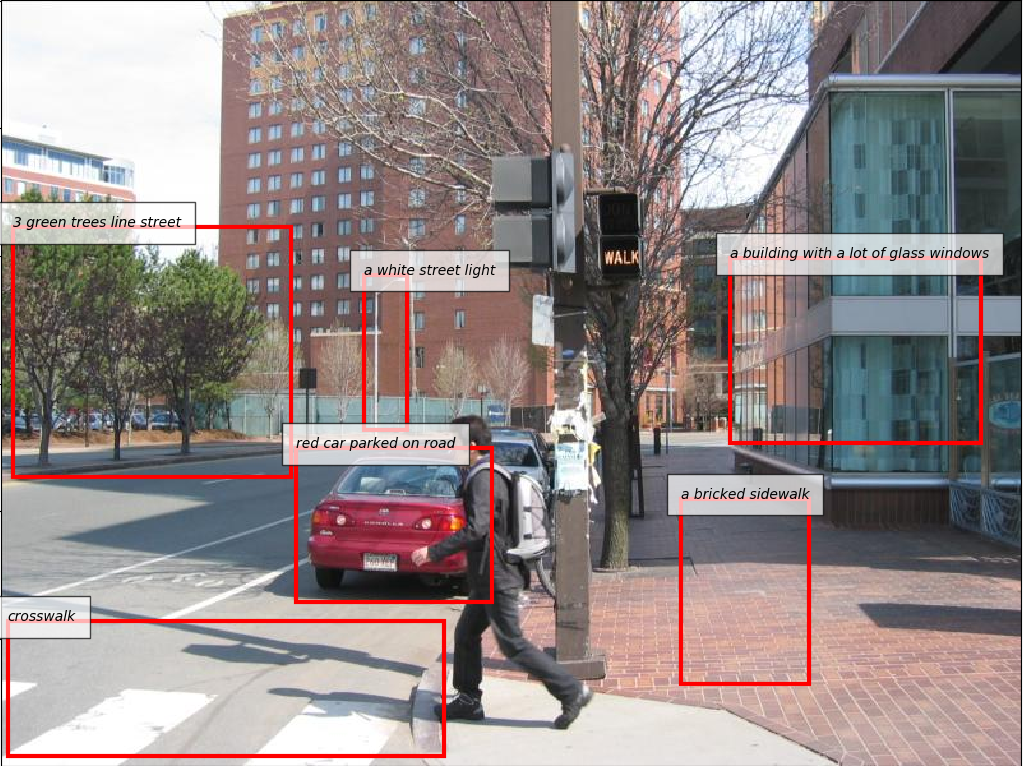 3 green trees line street
a building with a lot of glass windows
WALK
a white street light
red car parked on road
a bricked sidewalk
crosswalk